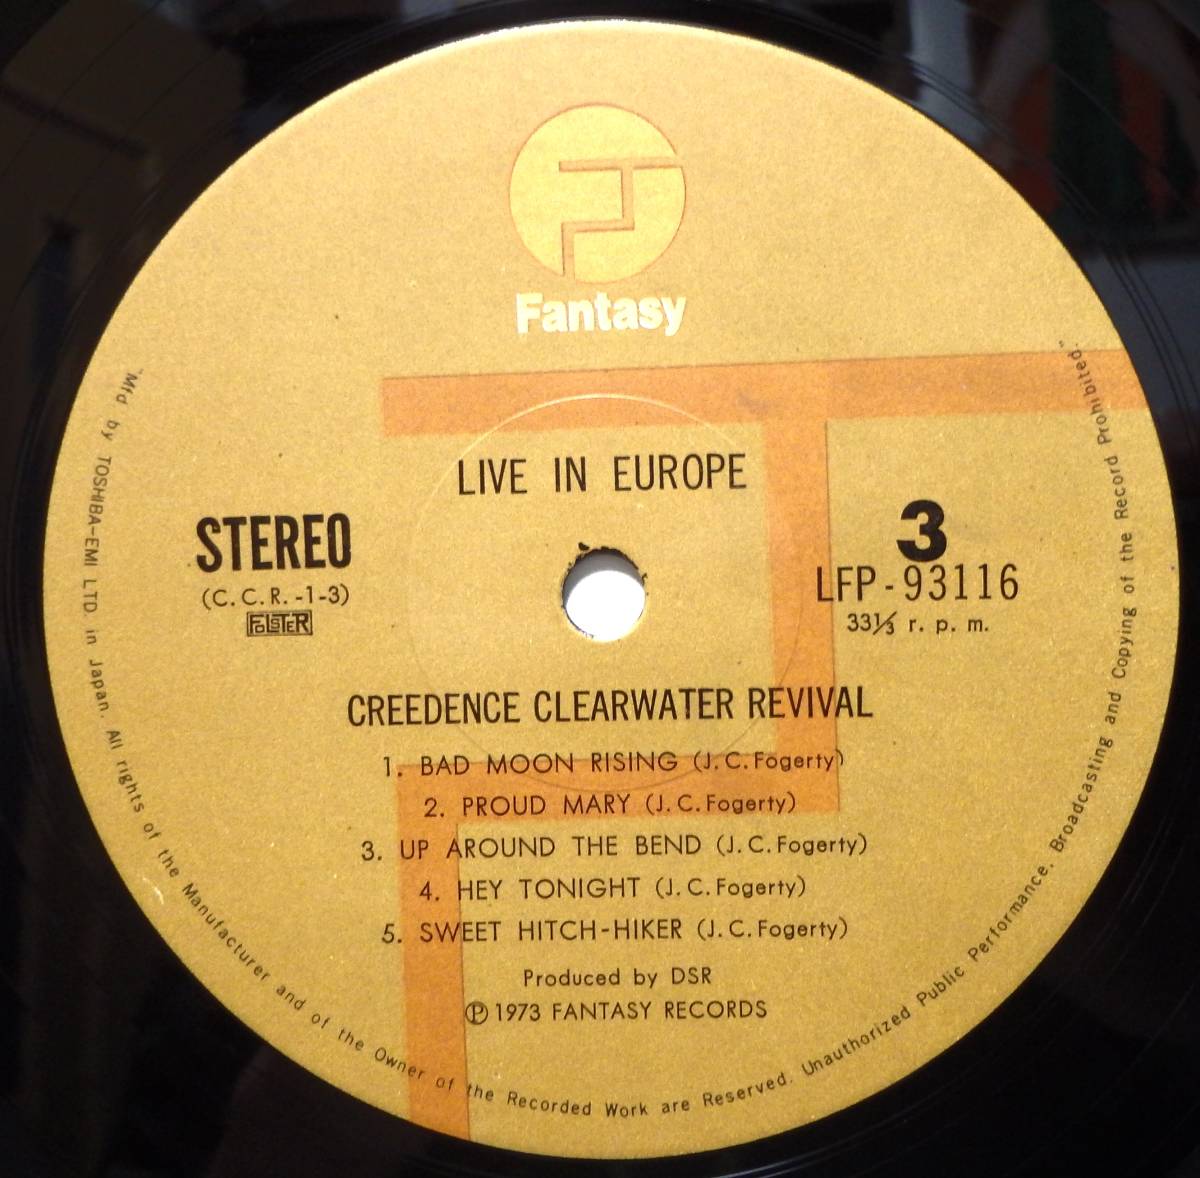 Fantasy
LIVE IN EUROPE
STEREO
(C.C.R.-1-3)
FOLSTER
3
LFP-93116
33⅓ r. p. m.
CREEDENCE CLEARWATER REVIVAL
1. BAD MOON RISING (J.C.Fogerty)
2. PROUD MARY (J.C.Fogerty)
3. UP AROUND THE BEND (J.C.Fogerty)
4. HEY TONIGHT (J.C.Fogerty)
5. SWEET HITCH-HIKER (J.C.Fogerty)
Produced by DSR
Ⓟ 1973 FANTASY RECORDS
"Mfd by TOSHIBA-EMI LTD. in Japan. All rights of the Manufacturer and of the Owner of the Recorded Work are Reserved. Unauthorized Public Performance. Broadcasting and Copying of the Record Prohibited."